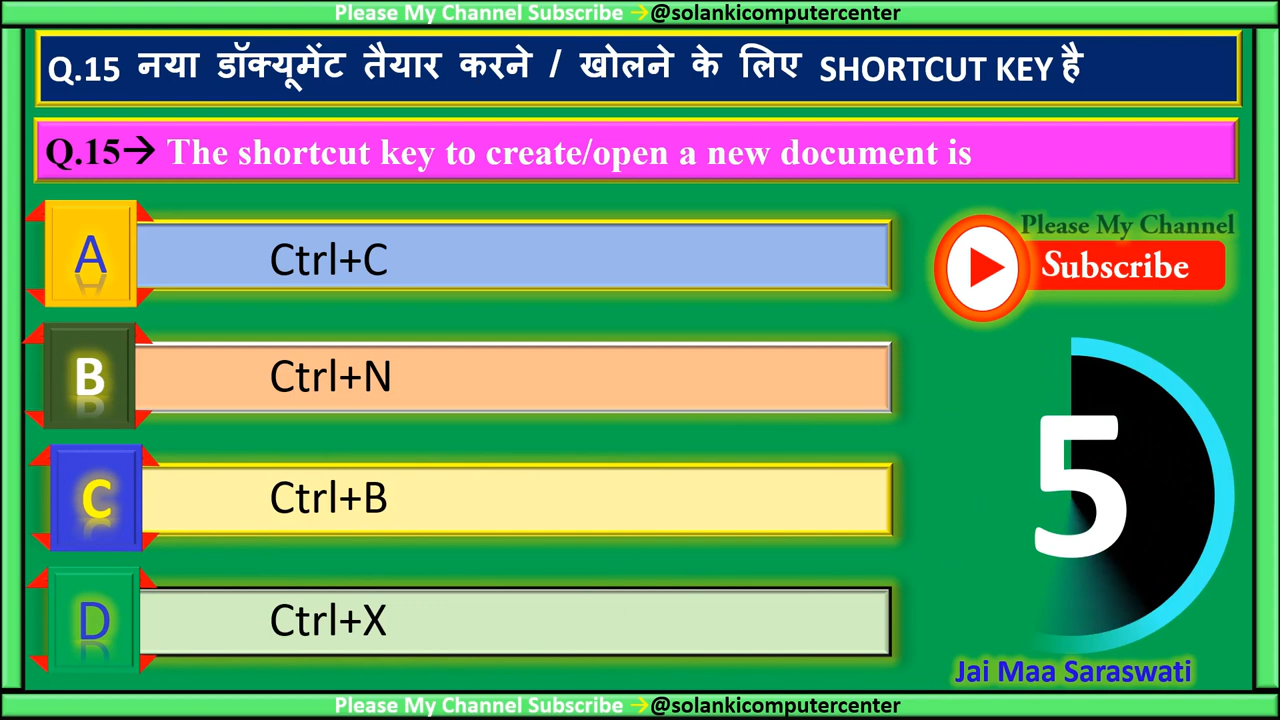 Please My Channel Subscribe →@solankicomputercenter
Q.15 नया डॉक्यूमेंट तैयार करने / खोलने के लिए SHORTCUT KEY है
Q.15→ The shortcut key to create/open a new document is
A Ctrl+C
B Ctrl+N
C Ctrl+B
D Ctrl+X
Please My Channel
Subscribe
5
Jai Maa Saraswati
Please My Channel Subscribe →@solankicomputercenter